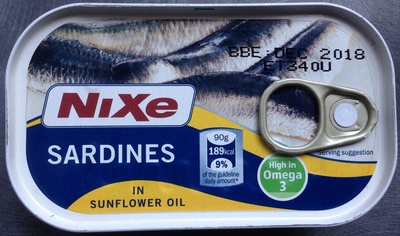 BBE: DEC 2018
ET340U
NiXe
SARDINES
90g
189kcal
9%
of the guideline
daily amount*
High in
Omega
3
serving suggestion
IN
SUNFLOWER OIL